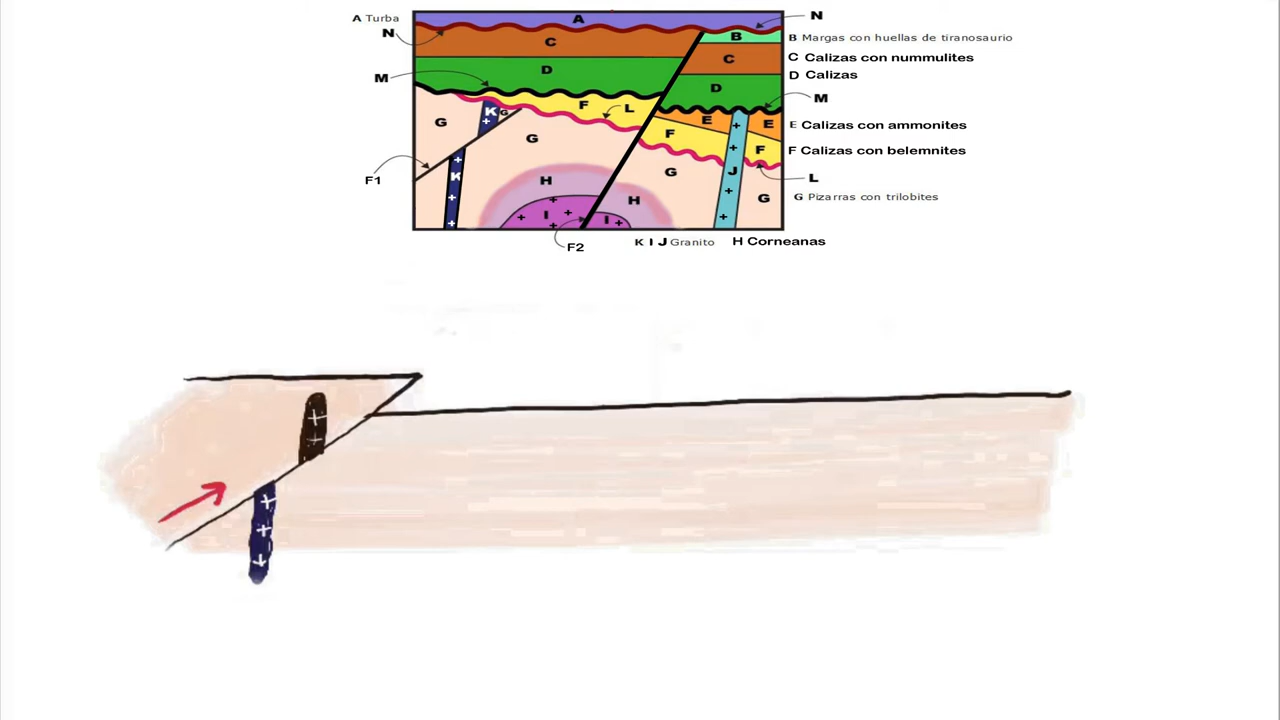 A Turba
A
N
N
B
B Margas con huellas de tiranosaurio
C
C
C Calizas con nummulites
D
D
D Calizas
M
M
K
G
F
L
E
E
E Calizas con ammonites
G
G
F
F
F Calizas con belemnites
F1
K
H
G
J
L
H
G
G Pizarras con trilobites
I
I
F2
K I J Granito
H Corneanas